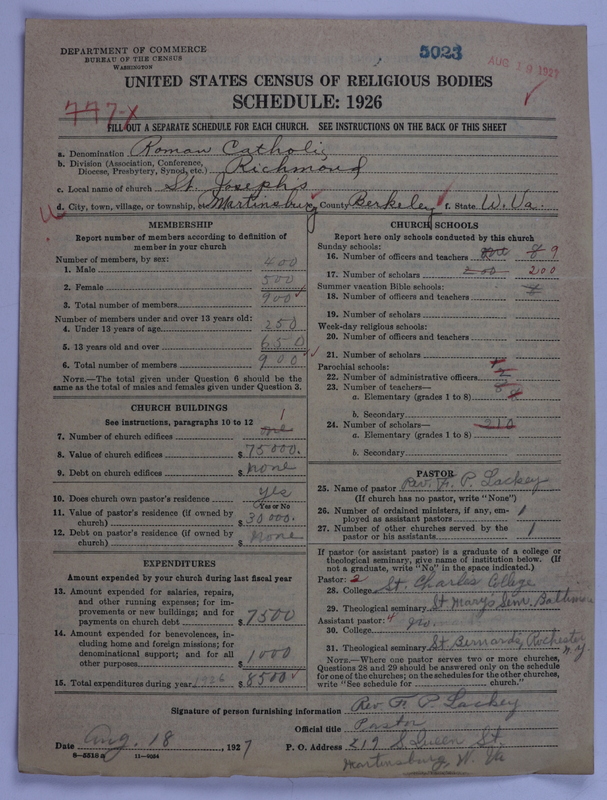 DEPARTMENT OF COMMERCE
BUREAU OF THE CENSUS
WASHINGTON
5023
AUG 19 1927
UNITED STATES CENSUS OF RELIGIOUS BODIES
SCHEDULE: 1926
777-X
FILL OUT A SEPARATE SCHEDULE FOR EACH CHURCH. SEE INSTRUCTIONS ON THE BACK OF THIS SHEET
a. Denomination Roman Catholic
b. Division (Association, Conference, Diocese, Presbytery, Synod, etc.) Richmond
c. Local name of church St. Joseph's
d. City, town, village, or township, Martinsburg County Berkeley f. State W. Va.
MEMBERSHIP
Report number of members according to definition of
member in your church
Number of members, by sex:
1. Male 400
2. Female 500
3. Total number of members 900
Number of members under and over 13 years old:
4. Under 13 years of age 250
5. 13 years old and over 650
6. Total number of members 900
NOTE.—The total given under Question 6 should be
same as the total of males and females given under Question 3.
CHURCH BUILDINGS
See instructions, paragraphs 10 to 12
7. Number of church edifices one 1
8. Value of church edifices $ 75000.
9. Debt on church edifices $ none
10. Does church own pastor's residence yes
Yes or No
11. Value of pastor's residence (if owned by
church) $ 30000.
12. Debt on pastor's residence (if owned by
church) $ None
EXPENDITURES
Amount expended by your church during last fiscal year
13. Amount expended for salaries, repairs,
and other running expenses; for improvements
or new buildings; and for
payments on church debt $ 7500
14. Amount expended for benevolences, including
home and foreign missions; for
denominational support; and for all
other purposes $ 1000
15. Total expenditures during year 1926 $ 8500
CHURCH SCHOOLS
Report here only schools conducted by this church
Sunday schools:
16. Number of officers and teachers 8 9
17. Number of scholars 200 200
Summer vacation Bible schools:
18. Number of officers and teachers
19. Number of scholars
Week-day religious schools:
20. Number of officers and teachers
21. Number of scholars
Parochial schools:
22. Number of administrative officers
23. Number of teachers—
a. Elementary (grades 1 to 8)
b. Secondary
24. Number of scholars— 210
a. Elementary (grades 1 to 8)
b. Secondary
PASTOR
25. Name of pastor Rev. F. P. Lackey
(If church has no pastor, write "None")
26. Number of ordained ministers, if any, employed
as assistant pastors 1
27. Number of other churches served by
pastor or his assistants 1
If pastor (or assistant pastor) is a graduate of a college or
theological seminary, give name of institution below. (If
not a graduate, write "No" in the space indicated.)
Pastor: 2
28. College St. Charles College
29. Theological seminary St Marys Sem. Baltimore
Assistant pastor: 4
30. College no.
31. Theological seminary St Bernards, Rochester N.Y.
NOTE.—Where one pastor serves two or more churches,
Questions 28 and 29 should be answered only on the schedule
for one of the churches; on the schedules for the other churches,
write "See schedule for ______ church."
Signature of person furnishing information Rev F P Lackey
Official title Pastor
Date Aug. 18, 1927 P. O. Address 219 S. Queen St.
Martinsburg W. Va
8—5518a 11—9024